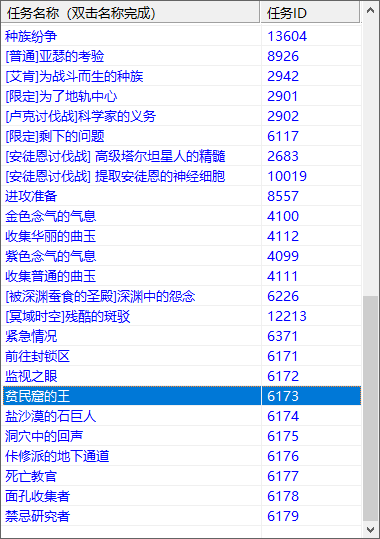 任务名称（双击名称完成） 任务ID
种族纷争 13604
[普通]亚瑟的考验 8926
[艾肯]为战斗而生的种族 2942
[限定]为了地轨中心 2901
[卢克讨伐战]科学家的义务 2902
[限定]剩下的问题 6117
[安徒恩讨伐战] 高级塔尔坦星人的精髓 2683
[安徒恩讨伐战] 提取安徒恩的神经细胞 10019
进攻准备 8557
金色念气的气息 4100
收集华丽的曲玉 4112
紫色念气的气息 4099
收集普通的曲玉 4111
[被深渊蚕食的圣殿]深渊中的怨念 6226
[冥域时空]残酷的斑驳 12213
紧急情况 6371
前往封锁区 6171
监视之眼 6172
贫民窟的王 6173
盐沙漠的石巨人 6174
洞穴中的回声 6175
佧修派的地下通道 6176
死亡教官 6177
面孔收集者 6178
禁忌研究者 6179